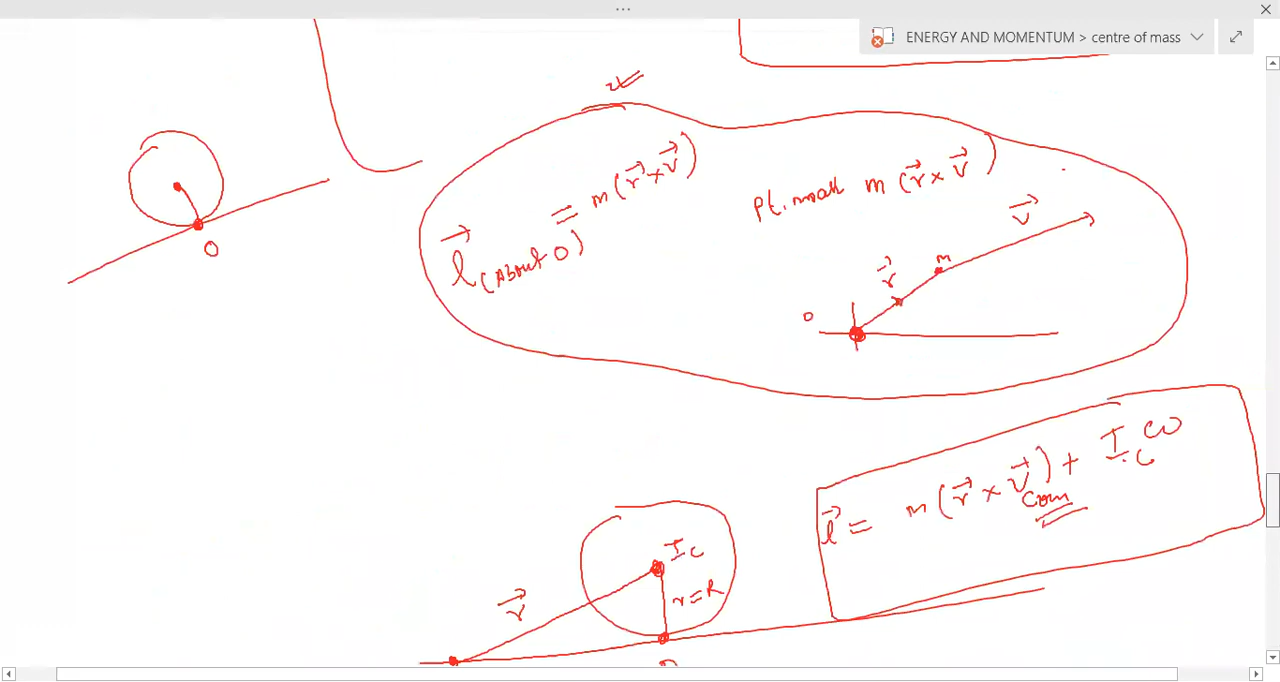 ENERGY AND MOMENTUM > centre of mass
l⃗ (About O) = m(r⃗ × v⃗)
Pt. mass m (r⃗ × v⃗)
v⃗
m
r⃗
O
O
l⃗ = m(r⃗ × v⃗ com) + I_c ω
I_c
r⃗
r=R